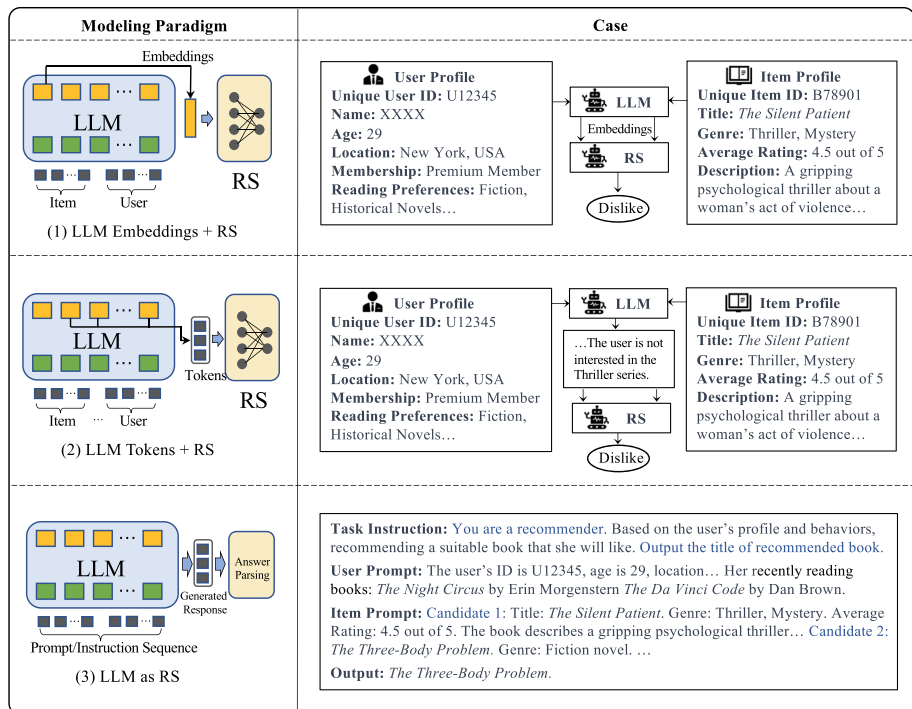 Modeling Paradigm
Case
Embeddings
LLM
RS
Item
User
(1) LLM Embeddings + RS
User Profile
Unique User ID: U12345
Name: XXXX
Age: 29
Location: New York, USA
Membership: Premium Member
Reading Preferences: Fiction,
Historical Novels…
LLM
Embeddings
RS
Dislike
Item Profile
Unique Item ID: B78901
Title: The Silent Patient
Genre: Thriller, Mystery
Average Rating: 4.5 out of 5
Description: A gripping
psychological thriller about a
woman's act of violence…
LLM
Tokens
RS
Item
User
(2) LLM Tokens + RS
User Profile
Unique User ID: U12345
Name: XXXX
Age: 29
Location: New York, USA
Membership: Premium Member
Reading Preferences: Fiction,
Historical Novels…
LLM
…The user is not
interested in the
Thriller series.
RS
Dislike
Item Profile
Unique Item ID: B78901
Title: The Silent Patient
Genre: Thriller, Mystery
Average Rating: 4.5 out of 5
Description: A gripping
psychological thriller about a
woman's act of violence…
LLM
Generated
Response
Answer
Parsing
Prompt/Instruction Sequence
(3) LLM as RS
Task Instruction: You are a recommender. Based on the user's profile and behaviors,
recommending a suitable book that she will like. Output the title of recommended book.
User Prompt: The user's ID is U12345, age is 29, location… Her recently reading
books: The Night Circus by Erin Morgenstern The Da Vinci Code by Dan Brown.
Item Prompt: Candidate 1: Title: The Silent Patient. Genre: Thriller, Mystery. Average
Rating: 4.5 out of 5. The book describes a gripping psychological thriller… Candidate 2:
The Three-Body Problem. Genre: Fiction novel. …
Output: The Three-Body Problem.